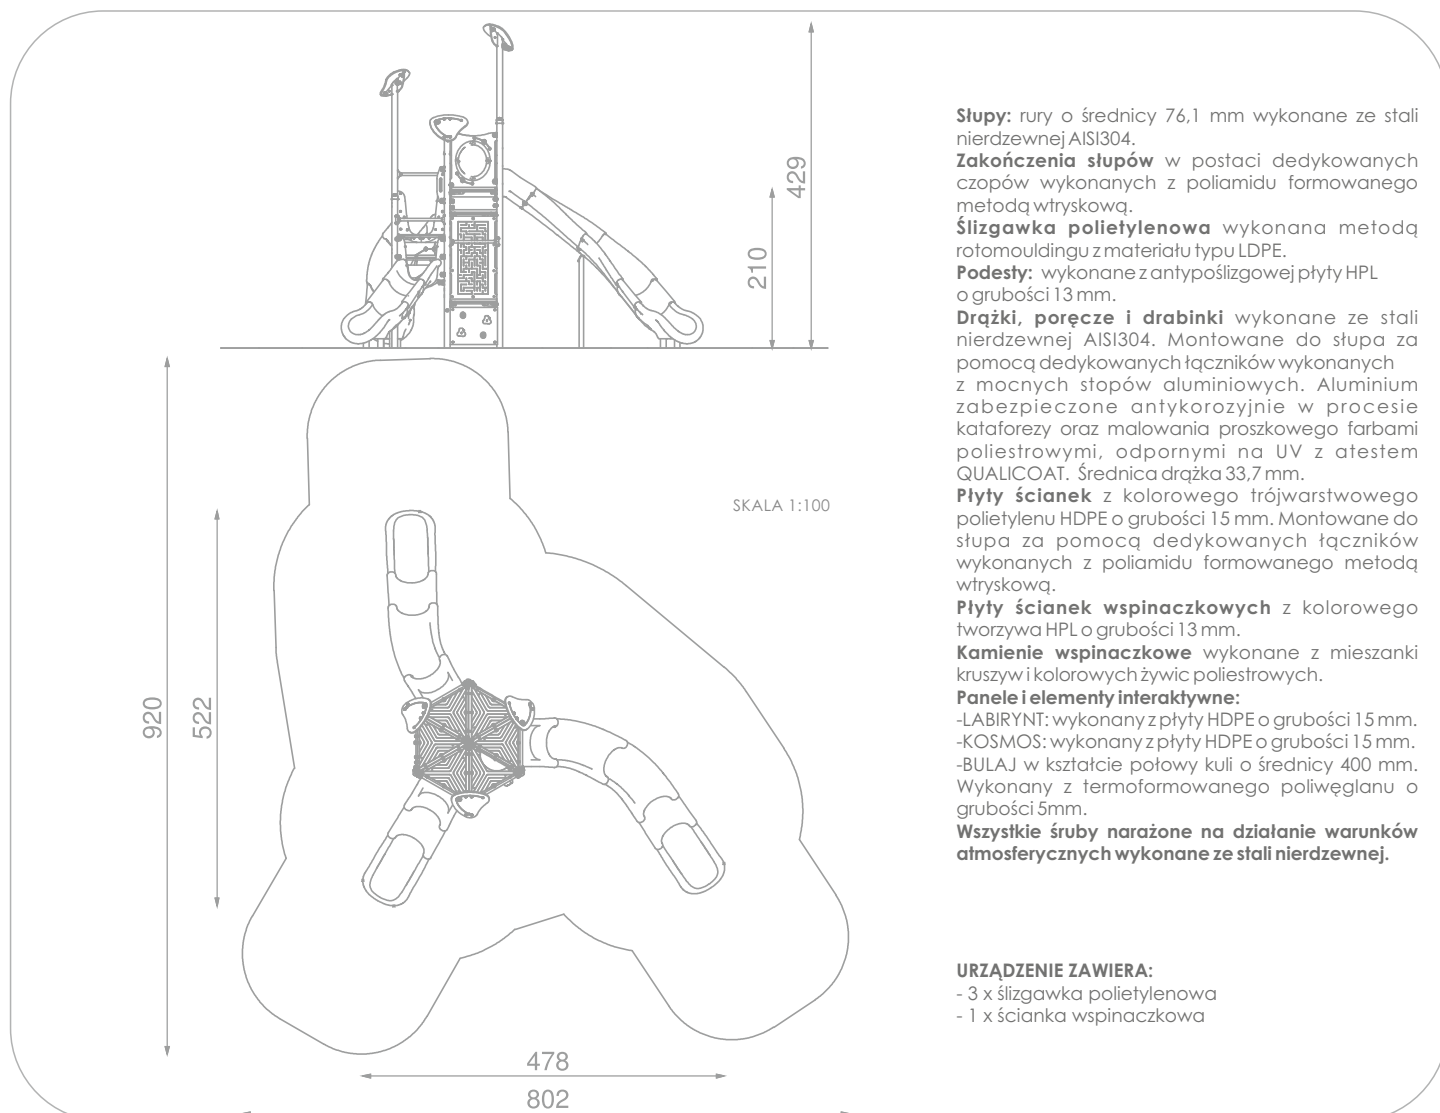 429
210
SKALA 1:100
920
522
478
802
Słupy: rury o średnicy 76,1 mm wykonane ze stali
nierdzewnej AISI304.
Zakończenia słupów w postaci dedykowanych
czopów wykonanych z poliamidu formowanego
metodą wtryskową.
Ślizgawka polietylenowa wykonana metodą
rotomouldingu z materiału typu LDPE.
Podesty: wykonane z antypoślizgowej płyty HPL
o grubości 13 mm.
Drążki, poręcze i drabinki wykonane ze stali
nierdzewnej AISI304. Montowane do słupa za
pomocą dedykowanych łączników wykonanych
z mocnych stopów aluminiowych. Aluminium
zabezpieczone antykorozyjnie w procesie
kataforezy oraz malowania proszkowego farbami
poliestrowymi, odpornymi na UV z atestem
QUALICOAT. Średnica drążka 33,7 mm.
Płyty ścianek z kolorowego trójwarstwowego
polietylenu HDPE o grubości 15 mm. Montowane do
słupa za pomocą dedykowanych łączników
wykonanych z poliamidu formowanego metodą
wtryskową.
Płyty ścianek wspinaczkowych z kolorowego
tworzywa HPL o grubości 13 mm.
Kamienie wspinaczkowe wykonane z mieszanki
kruszyw i kolorowych żywic poliestrowych.
Panele i elementy interaktywne:
-LABIRYNT: wykonany z płyty HDPE o grubości 15 mm.
-KOSMOS: wykonany z płyty HDPE o grubości 15 mm.
-BULAJ w kształcie połowy kuli o średnicy 400 mm.
Wykonany z termoformowanego poliwęglanu o
grubości 5mm.
Wszystkie śruby narażone na działanie warunków
atmosferycznych wykonane ze stali nierdzewnej.
URZĄDZENIE ZAWIERA:
- 3 x ślizgawka polietylenowa
- 1 x ścianka wspinaczkowa